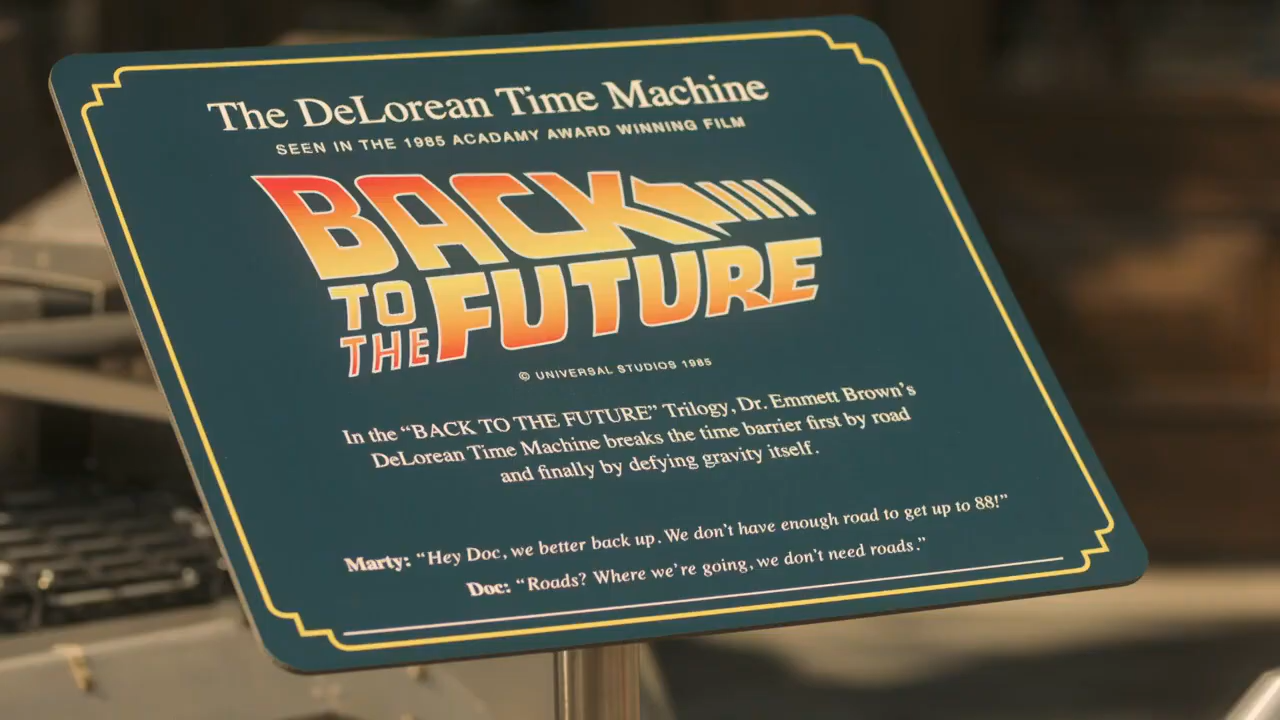 The DeLorean Time Machine
SEEN IN THE 1985 ACADAMY AWARD WINNING FILM
BACK
TO THE FUTURE
© UNIVERSAL STUDIOS 1985
In the “BACK TO THE FUTURE” Trilogy, Dr. Emmett Brown’s
DeLorean Time Machine breaks the time barrier first by road
and finally by defying gravity itself.
Marty: “Hey Doc, we better back up. We don’t have enough road to get up to 88!”
Doc: “Roads? Where we’re going, we don’t need roads.”